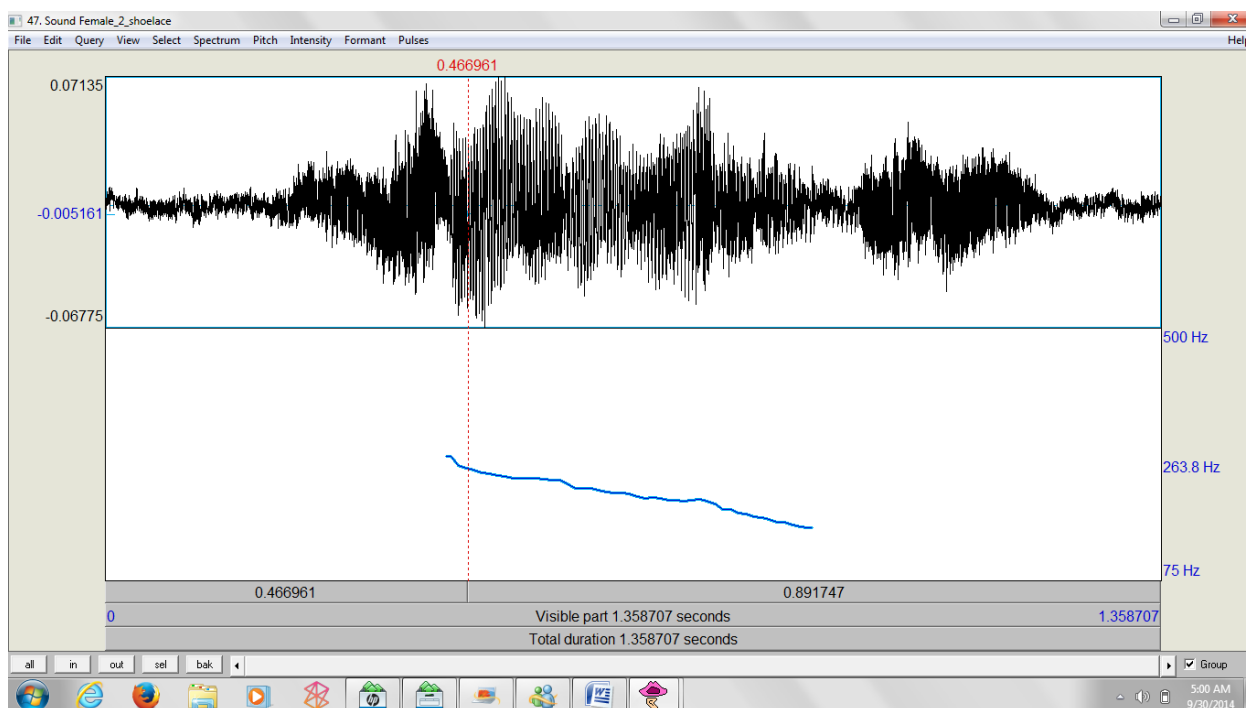 47. Sound Female_2_shoelace
File Edit Query View Select Spectrum Pitch Intensity Formant Pulses Help
0.466961
0.07135
-0.005161
-0.06775
500 Hz
263.8 Hz
75 Hz
0.466961 0.891747
0 Visible part 1.358707 seconds 1.358707
Total duration 1.358707 seconds
all in out sel bak Group
5:00 AM
9/30/2014